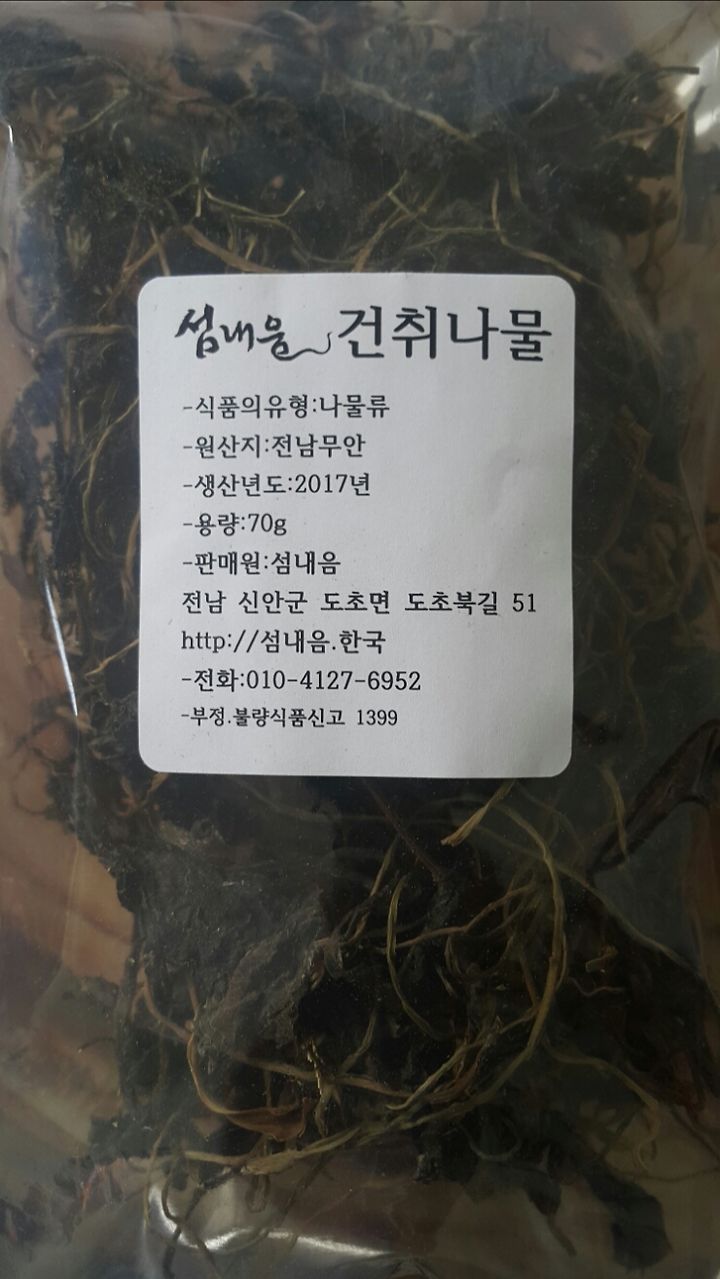 섬내음 건취나물
-식품의유형:나물류
-원산지:전남무안
-생산년도:2017년
-용량:70g
-판매원:섬내음
전남 신안군 도초면 도초북길 51
http://섬내음.한국
-전화:010-4127-6952
-부정.불량식품신고 1399